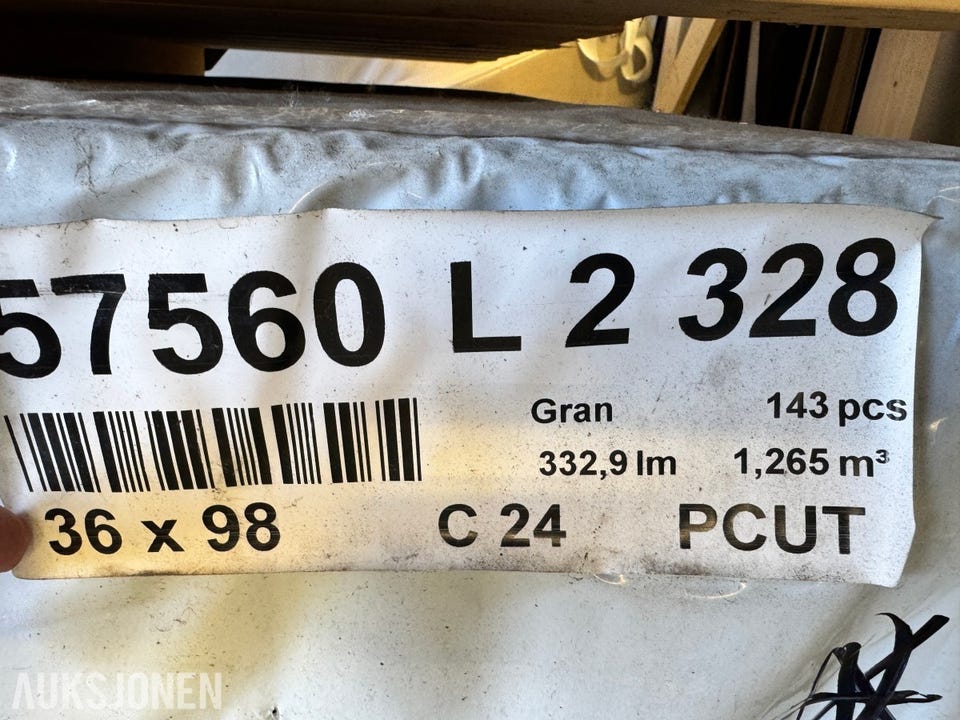 57560 L 2 328
Gran 143 pcs
332,9 lm 1,265 m³
36 x 98 C 24 PCUT
AUKSJONEN